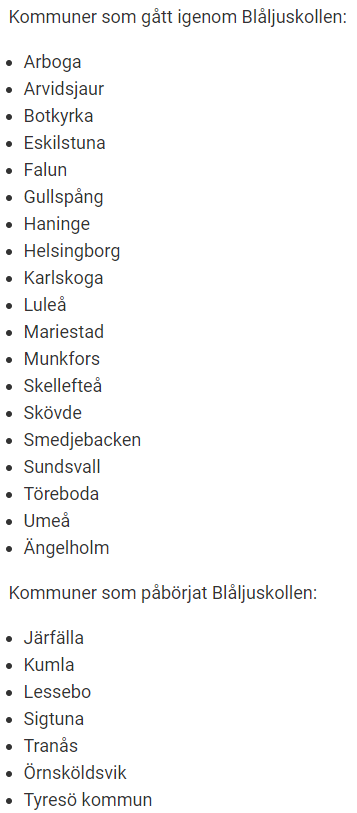 Kommuner som gått igenom Blåljuskollen:
Arboga
Arvidsjaur
Botkyrka
Eskilstuna
Falun
Gullspång
Haninge
Helsingborg
Karlskoga
Luleå
Mariestad
Munkfors
Skellefteå
Skövde
Smedjebacken
Sundsvall
Töreboda
Umeå
Ängelholm
Kommuner som påbörjat Blåljuskollen:
Järfälla
Kumla
Lessebo
Sigtuna
Tranås
Örnsköldsvik
Tyresö kommun